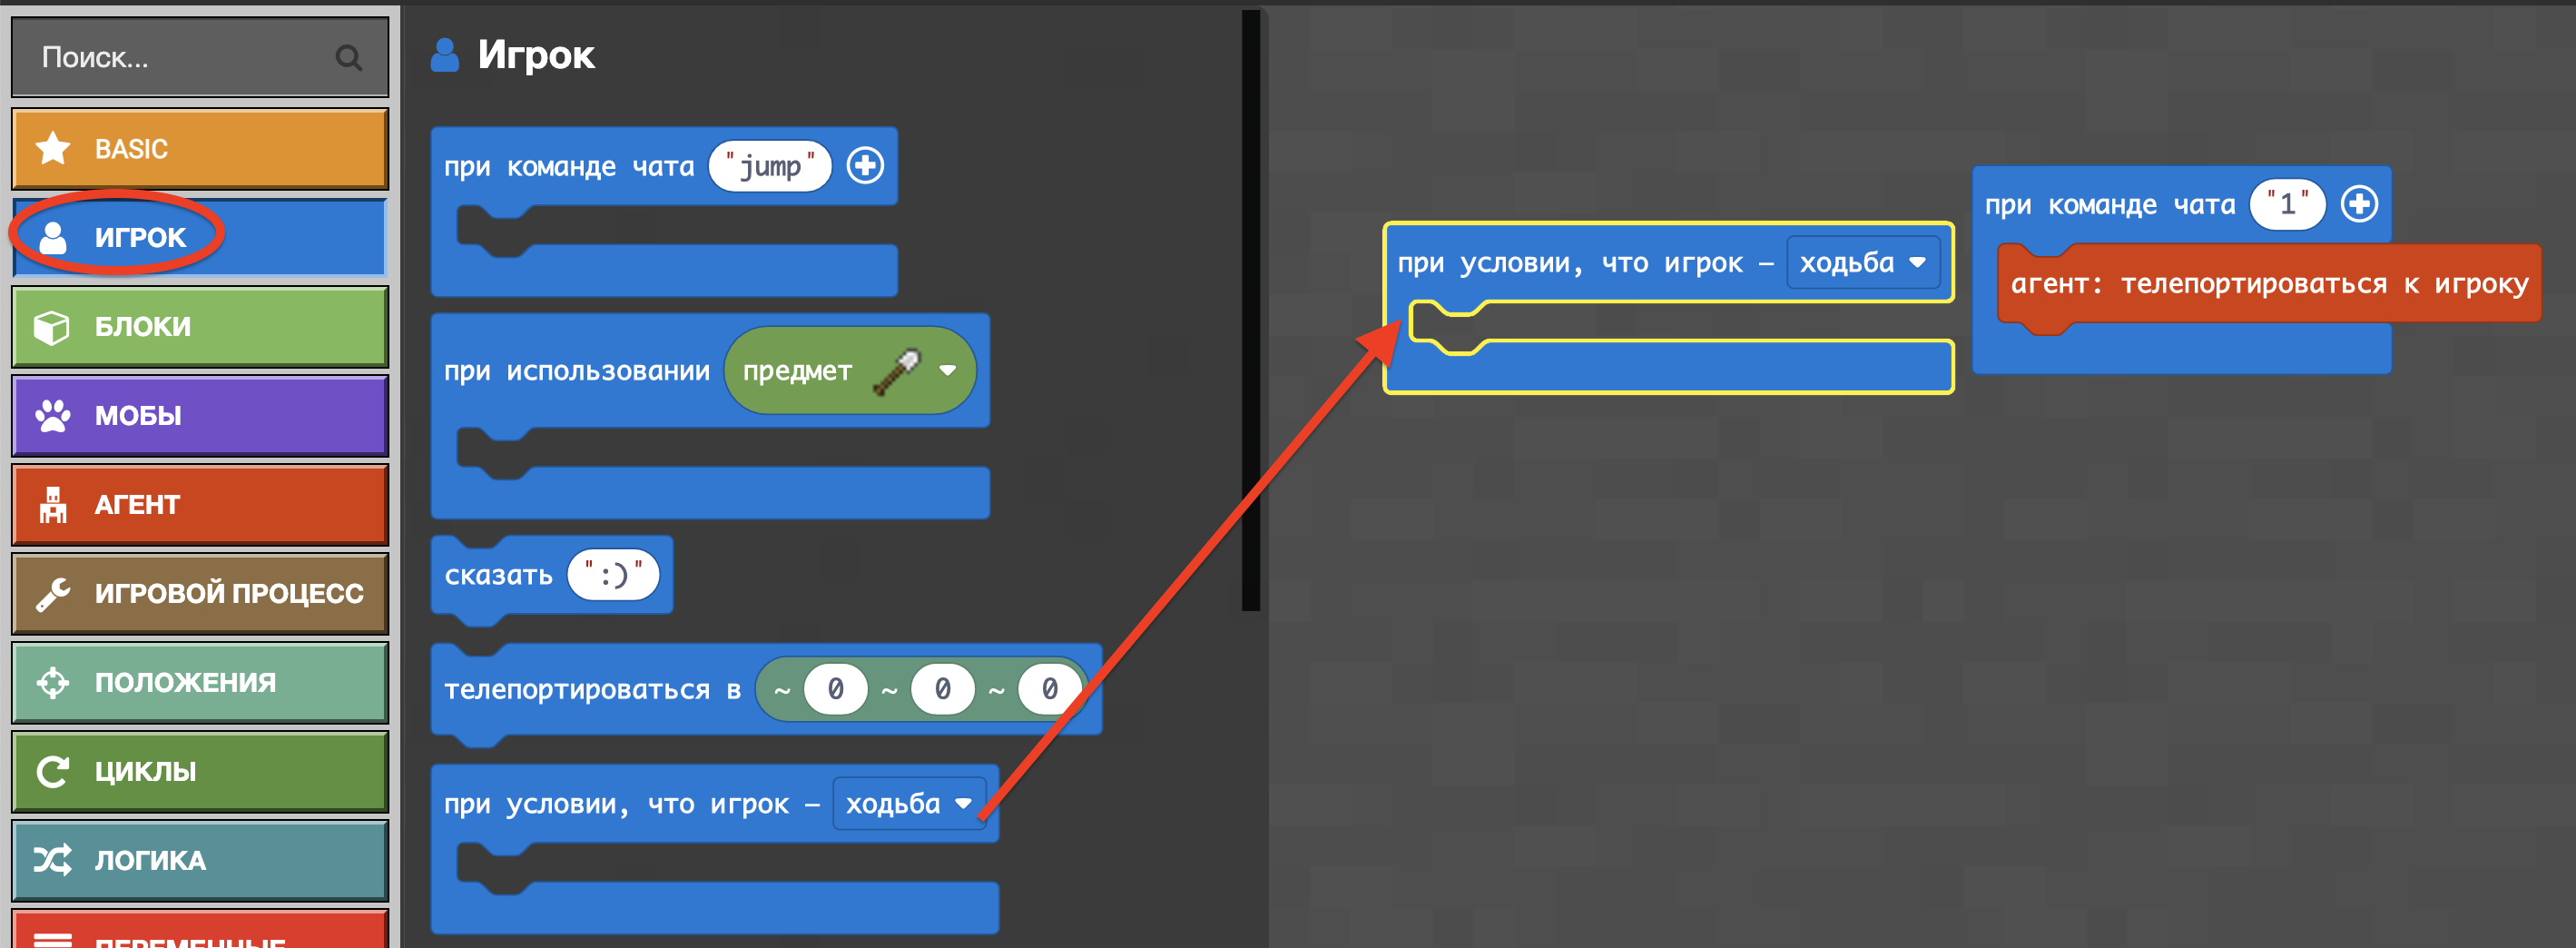 Поиск...
BASIC
ИГРОК
БЛОКИ
МОБЫ
АГЕНТ
ИГРОВОЙ ПРОЦЕСС
ПОЛОЖЕНИЯ
ЦИКЛЫ
ЛОГИКА
ПЕРЕМЕННЫЕ
Игрок
при команде чата "jump"
при использовании предмет
сказать ":)"
телепортироваться в ~ 0 ~ 0 ~ 0
при условии, что игрок — ходьба
при условии, что игрок — ходьба
при команде чата "1"
агент: телепортироваться к игроку